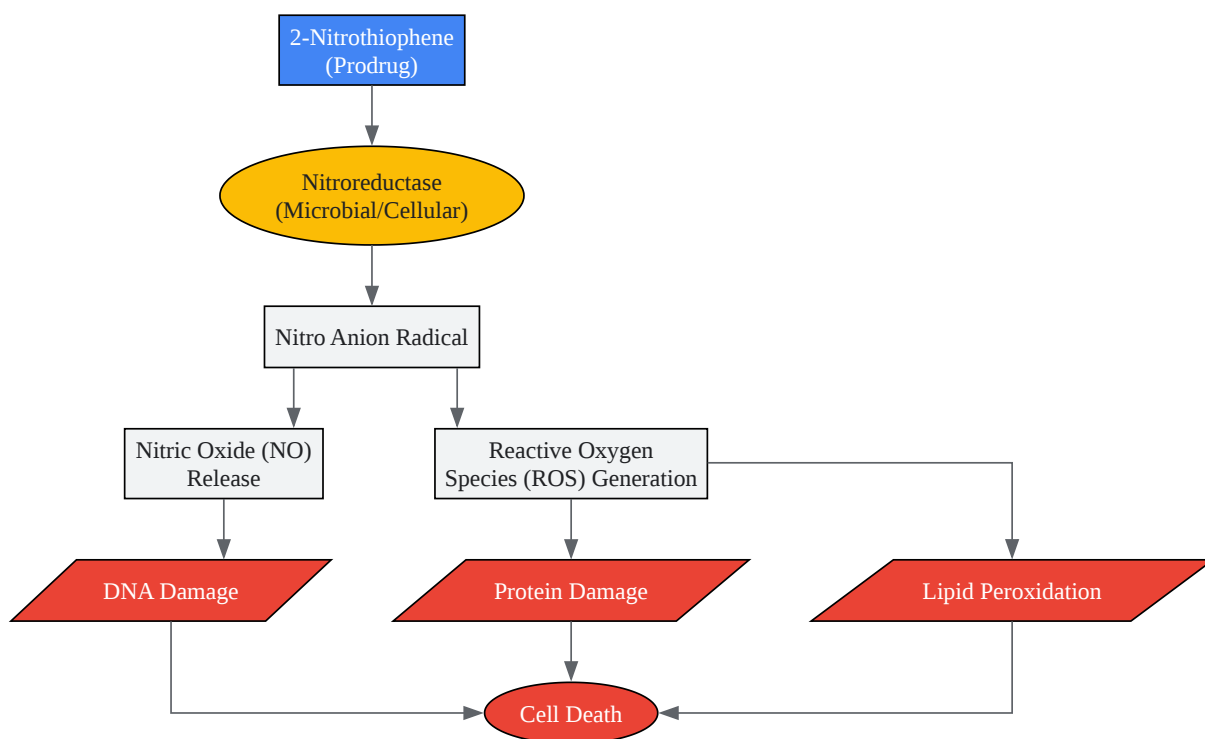 2-Nitrothiophene
(Prodrug)
Nitroreductase
(Microbial/Cellular)
Nitro Anion Radical
Nitric Oxide (NO)
Release
Reactive Oxygen
Species (ROS) Generation
DNA Damage
Protein Damage
Lipid Peroxidation
Cell Death